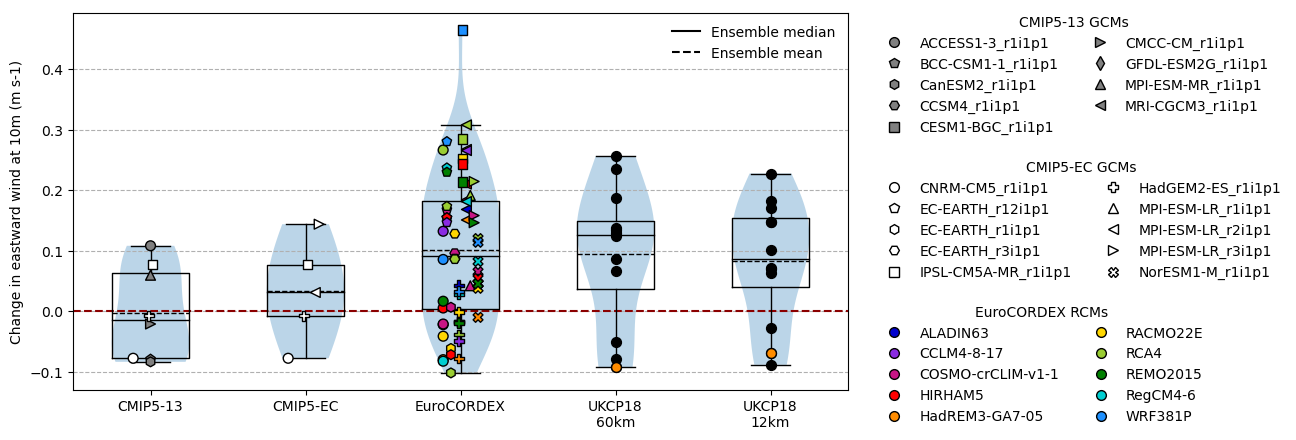 Change in eastward wind at 10m (m s-1)
0.4
0.3
0.2
0.1
0.0
−0.1
Ensemble median
Ensemble mean
CMIP5-13
CMIP5-EC
EuroCORDEX
UKCP18
60km
UKCP18
12km
CMIP5-13 GCMs
ACCESS1-3_r1i1p1
BCC-CSM1-1_r1i1p1
CanESM2_r1i1p1
CCSM4_r1i1p1
CESM1-BGC_r1i1p1
CMCC-CM_r1i1p1
GFDL-ESM2G_r1i1p1
MPI-ESM-MR_r1i1p1
MRI-CGCM3_r1i1p1
CMIP5-EC GCMs
CNRM-CM5_r1i1p1
EC-EARTH_r12i1p1
EC-EARTH_r1i1p1
EC-EARTH_r3i1p1
IPSL-CM5A-MR_r1i1p1
HadGEM2-ES_r1i1p1
MPI-ESM-LR_r1i1p1
MPI-ESM-LR_r2i1p1
MPI-ESM-LR_r3i1p1
NorESM1-M_r1i1p1
EuroCORDEX RCMs
ALADIN63
CCLM4-8-17
COSMO-crCLIM-v1-1
HIRHAM5
HadREM3-GA7-05
RACMO22E
RCA4
REMO2015
RegCM4-6
WRF381P